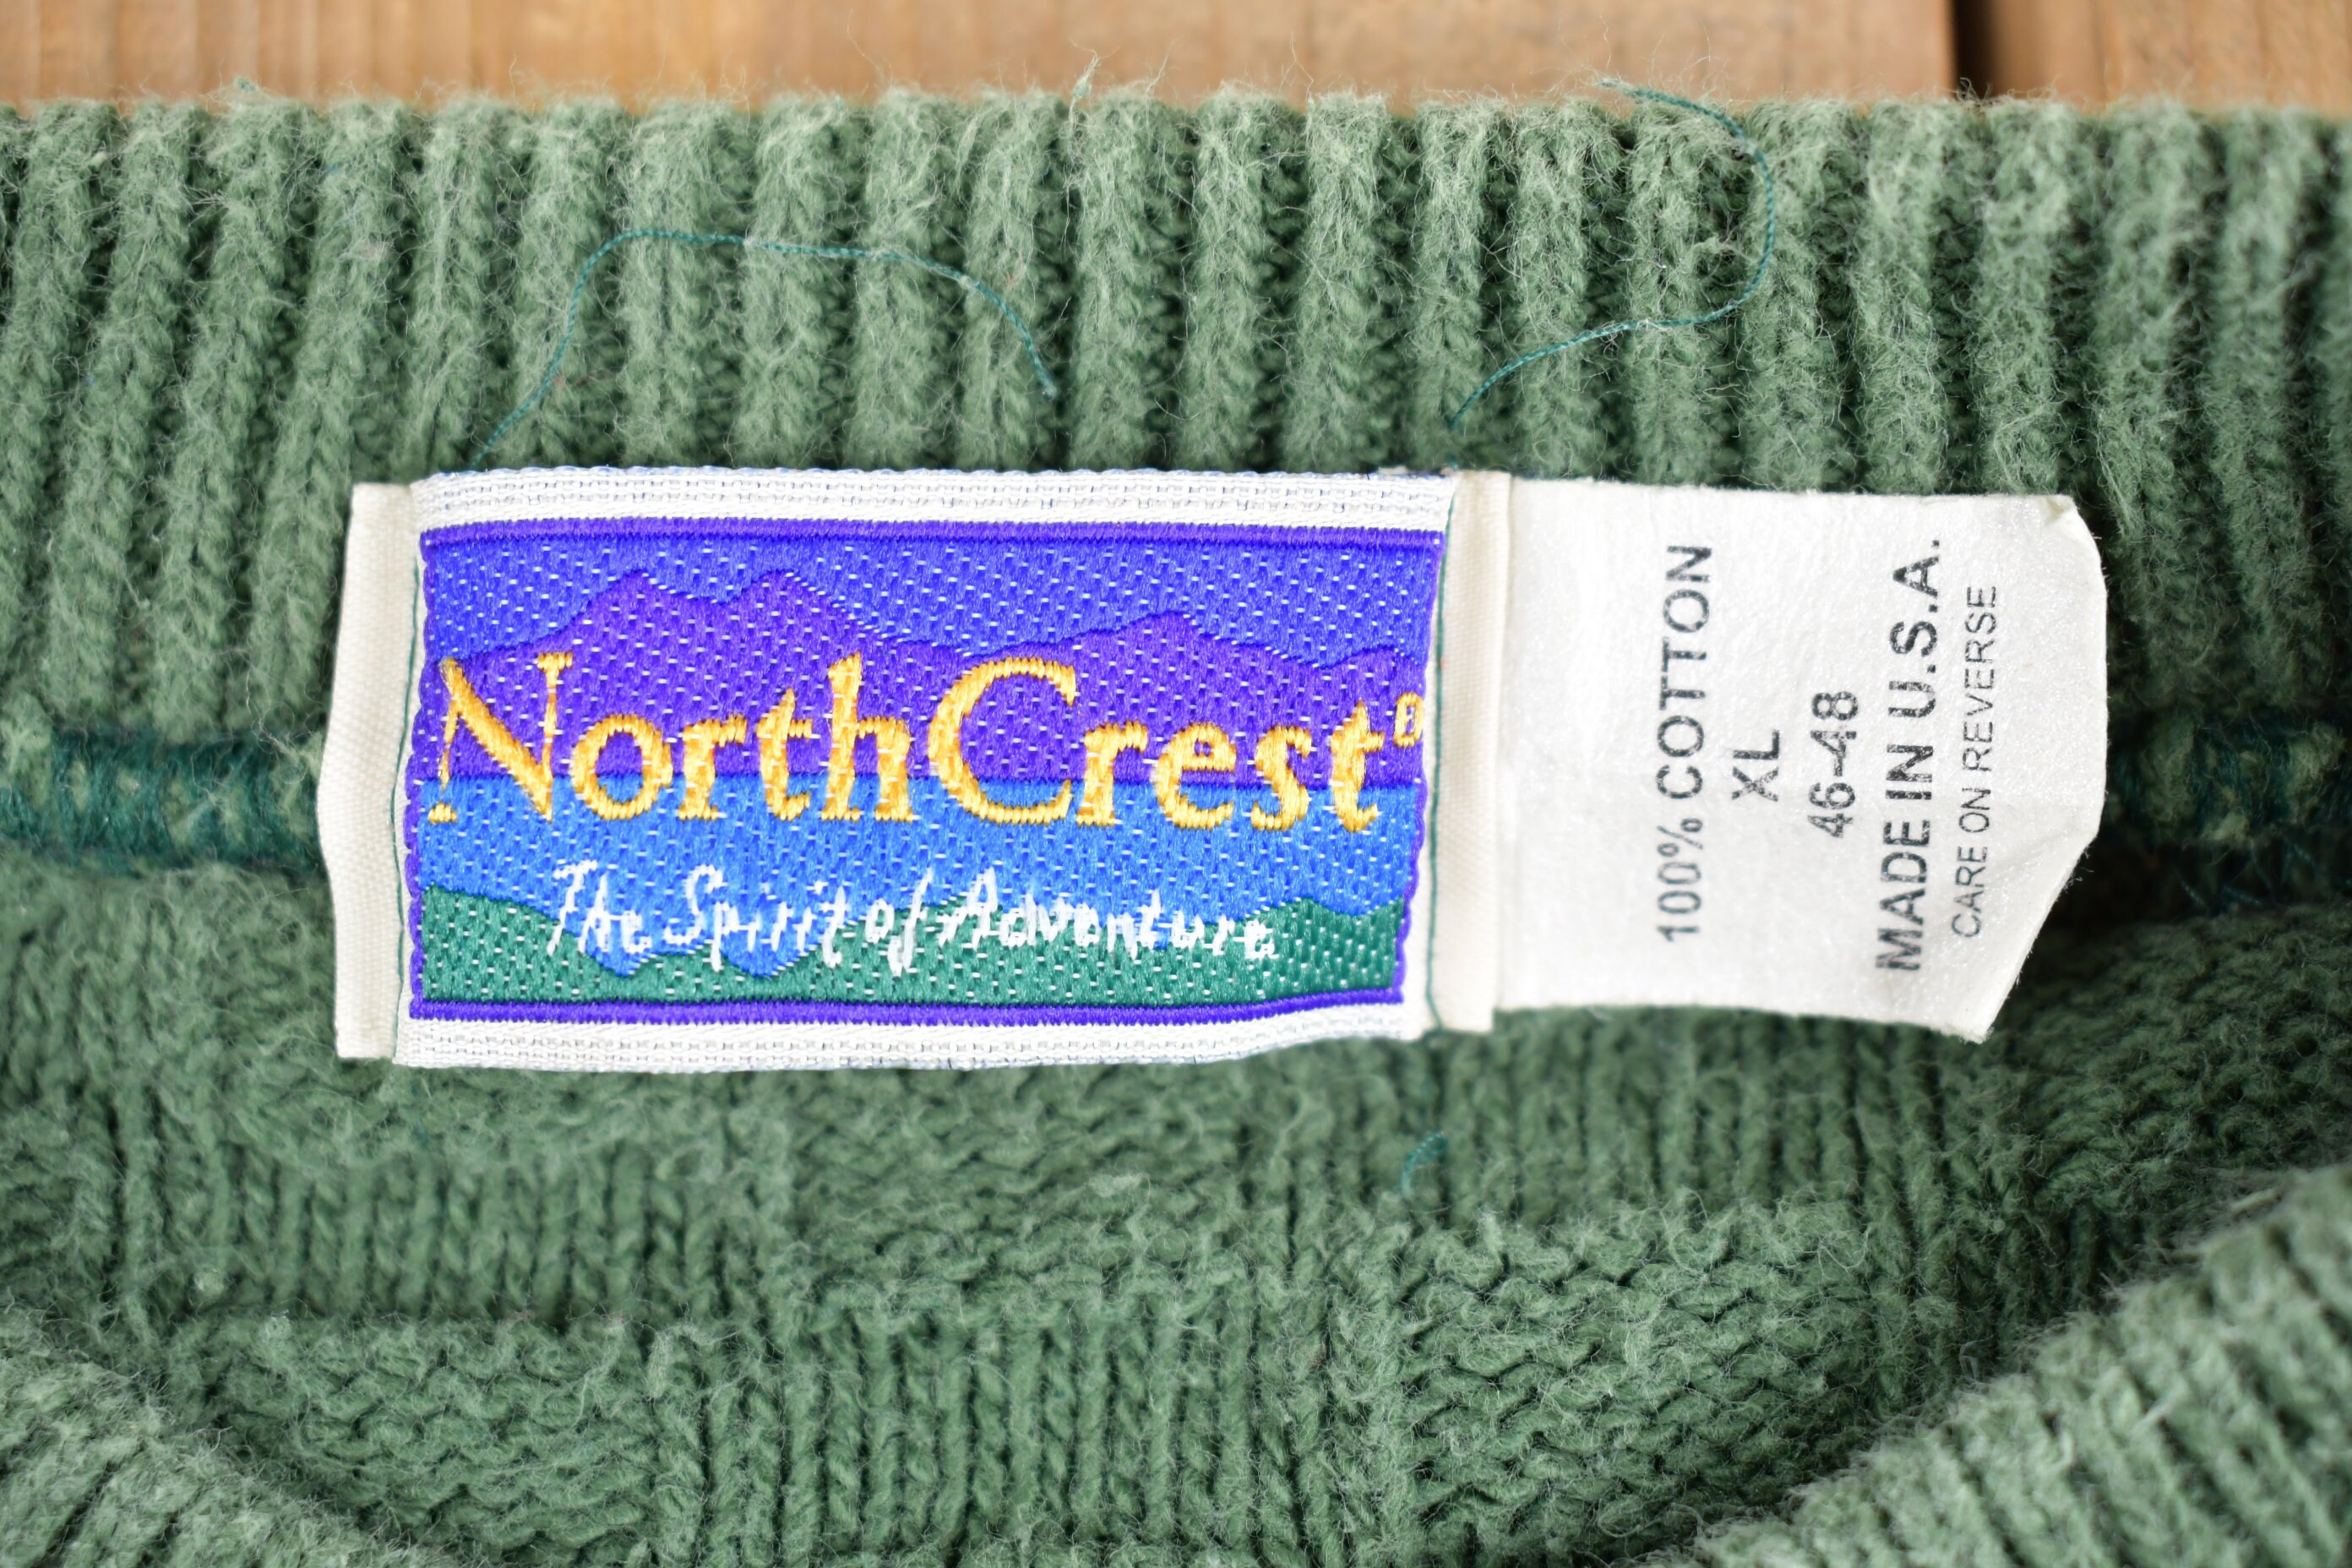 NorthCrest®
The Spirit of Adventure
100% COTTON
XL
46-48
MADE IN U.S.A.
CARE ON REVERSE